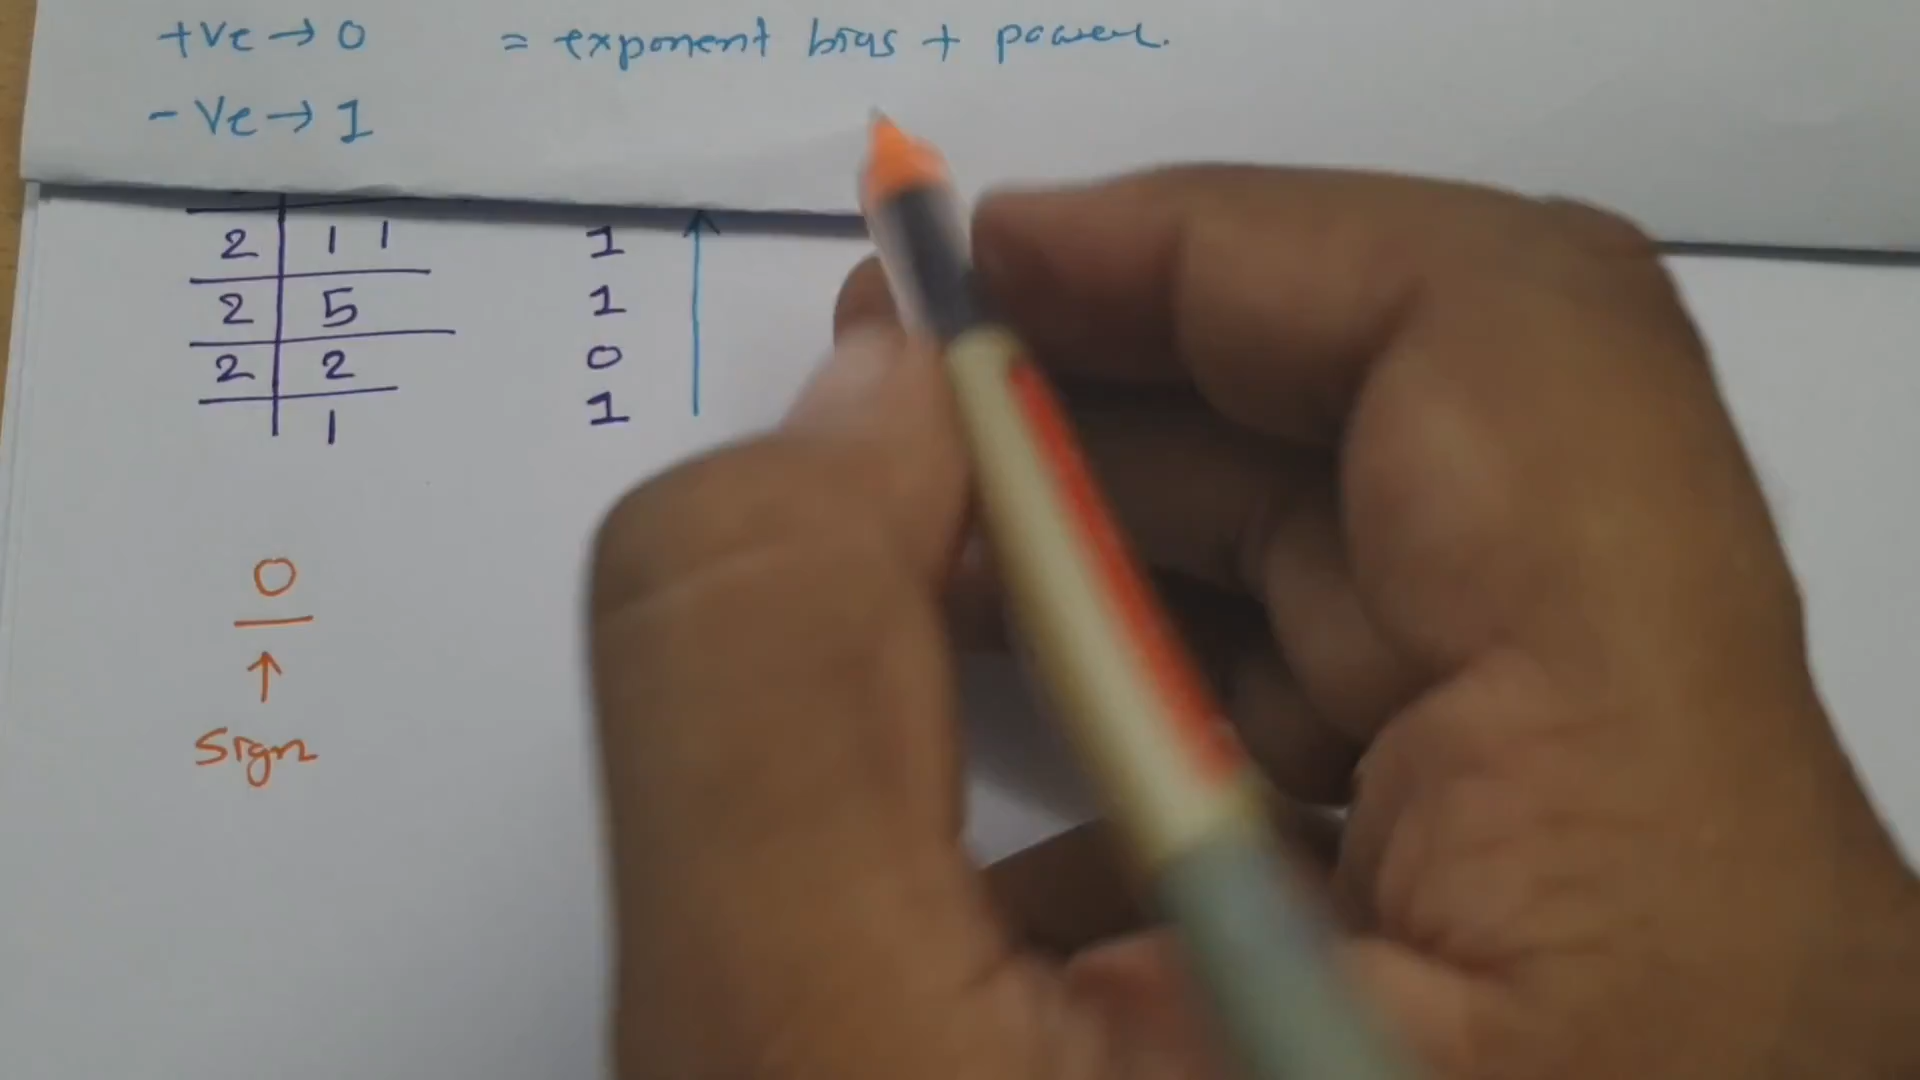 +ve → 0 = exponent bias + power.
-ve → 1
2 11 1
2 5 1
2 2 0
1 1
0
↑
Sign